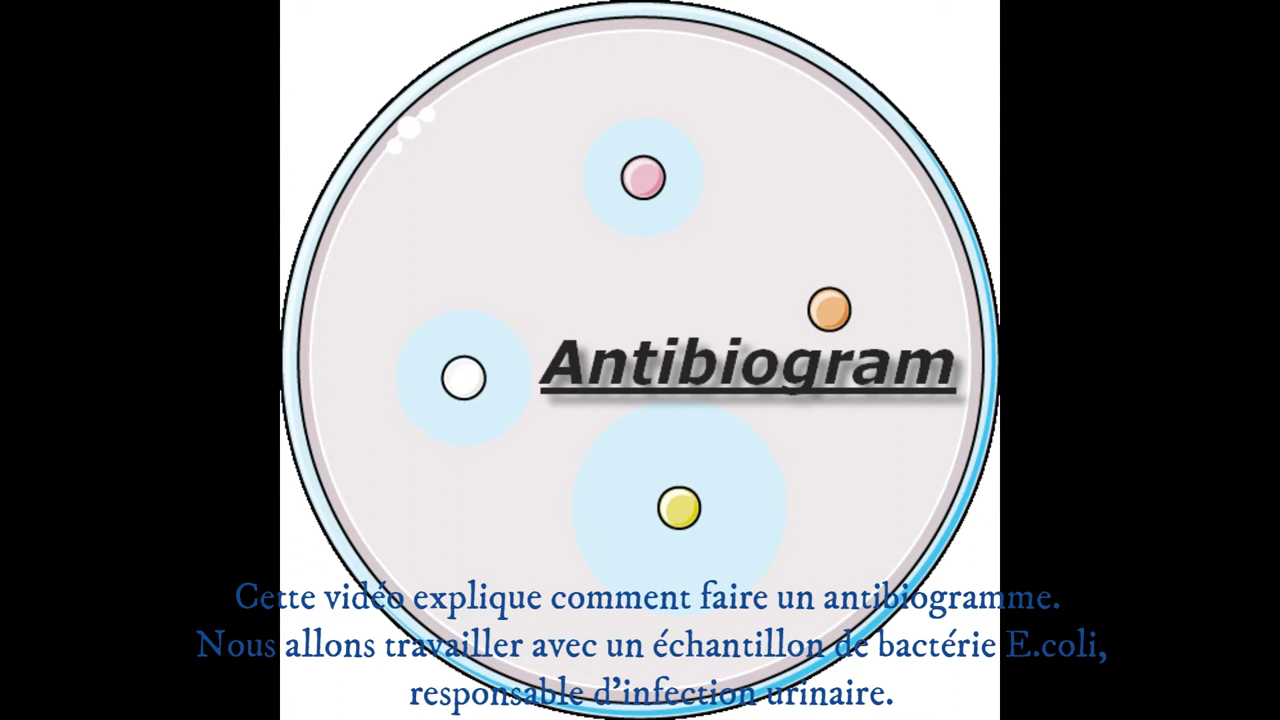 Antibiogram
Cette vidéo explique comment faire un antibiogramme.
Nous allons travailler avec un échantillon de bactérie E.coli,
responsable d'infection urinaire.